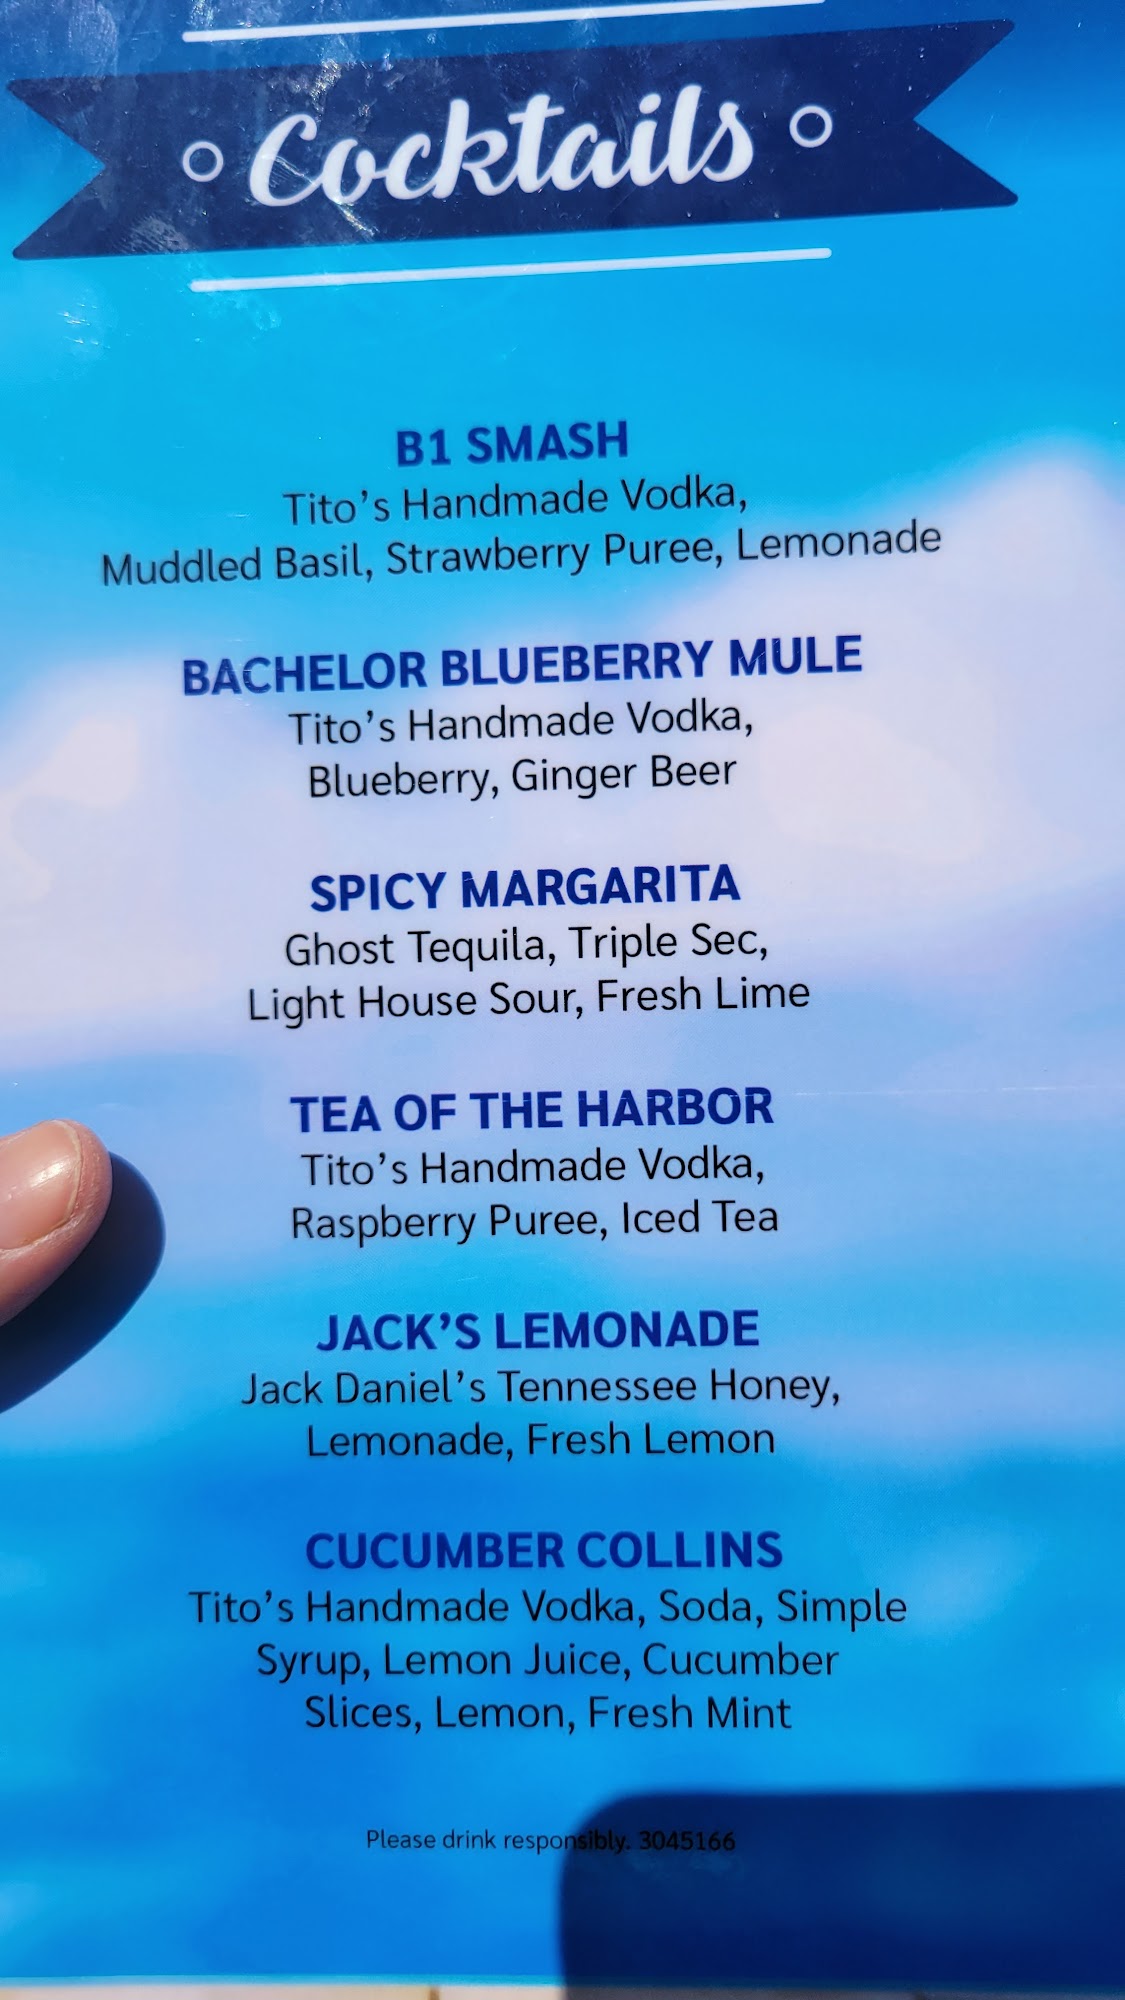 Cocktails
B1 SMASH
Tito's Handmade Vodka,
Muddled Basil, Strawberry Puree, Lemonade
BACHELOR BLUEBERRY MULE
Tito's Handmade Vodka,
Blueberry, Ginger Beer
SPICY MARGARITA
Ghost Tequila, Triple Sec,
Light House Sour, Fresh Lime
TEA OF THE HARBOR
Tito's Handmade Vodka,
Raspberry Puree, Iced Tea
JACK'S LEMONADE
Jack Daniel's Tennessee Honey,
Lemonade, Fresh Lemon
CUCUMBER COLLINS
Tito's Handmade Vodka, Soda, Simple
Syrup, Lemon Juice, Cucumber
Slices, Lemon, Fresh Mint
Please drink responsibly. 3045166